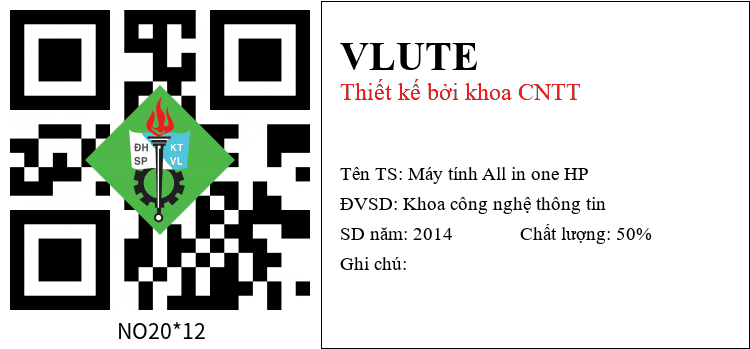 ĐH KT
SP VL
NO20*12
VLUTE
Thiết kế bởi khoa CNTT
Tên TS: Máy tính All in one HP
ĐVSD: Khoa công nghệ thông tin
SD năm: 2014 Chất lượng: 50%
Ghi chú: